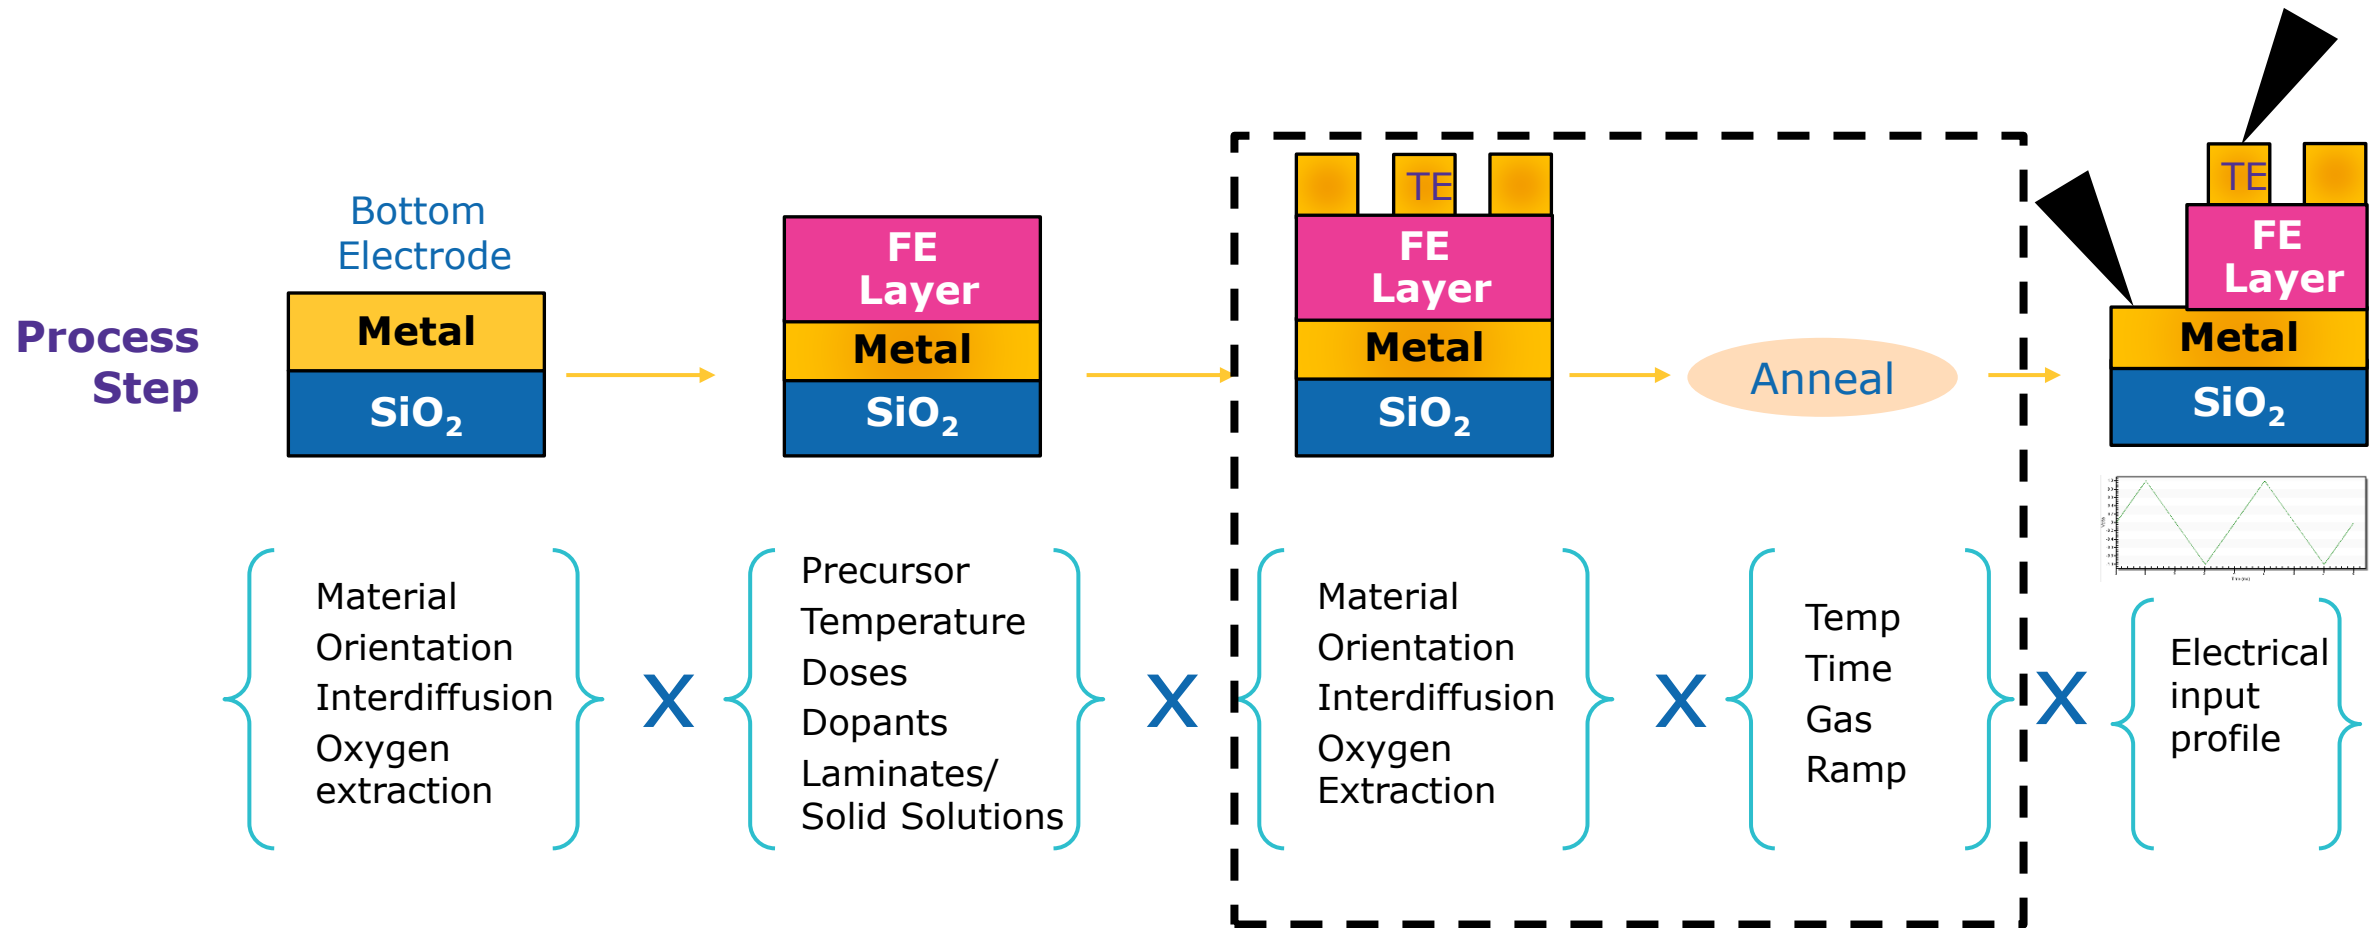 Process
Step
Bottom
Electrode
Metal
SiO₂
FE
Layer
Metal
SiO₂
TE
FE
Layer
Metal
SiO₂
Anneal
TE
FE
Layer
Metal
SiO₂
Material
Orientation
Interdiffusion
Oxygen
extraction
X
Precursor
Temperature
Doses
Dopants
Laminates/
Solid Solutions
X
Material
Orientation
Interdiffusion
Oxygen
Extraction
X
Temp
Time
Gas
Ramp
X
Electrical
input
profile